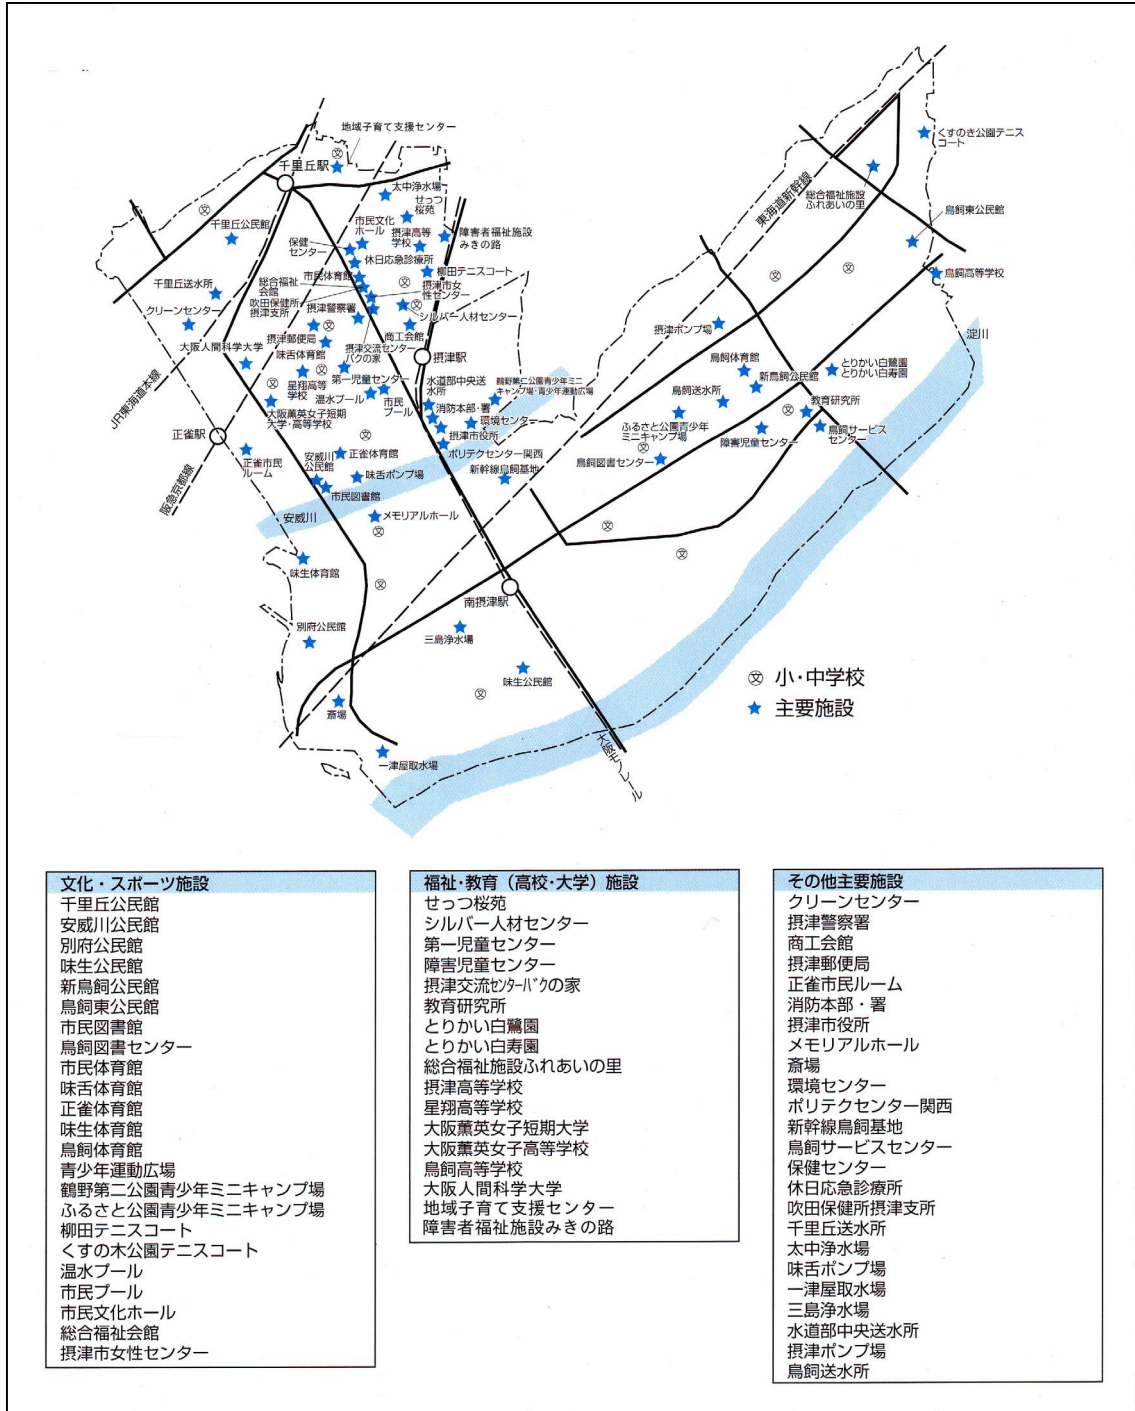 地域子育て支援センター
千里丘駅
太中浄水場
せっつ
桜苑
千里丘公民館
市民文化
ホール
摂津高等
学校
障害者福祉施設
みきの路
保健
センター
休日応急診療所
柳田テニスコート
市民体育館
総合福祉
会館
摂津市女
性センター
吹田保健所
摂津支所
千里丘送水所
クリーンセンター
摂津警察署
シルバー人材センター
商工会館
摂津郵便局
摂津交流センター
バクの家
摂津駅
大阪人間科学大学
味舌体育館
星翔高等
学校
第一児童センター
温水プール
市民
プール
水道部中央送
水所
鶴野第二公園青少年ミニ
キャンプ場・青少年運動広場
大阪薫英女子短期
大学・高等学校
消防本部・署
環境センター
摂津市役所
ポリテクセンター関西
新幹線鳥飼基地
JR東海道本線
正雀駅
阪急京都線
正雀市民
ルーム
安威川
公民館
正雀体育館
味舌ポンプ場
市民図書館
安威川
メモリアルホール
味生体育館
別府公民館
南摂津駅
三島浄水場
味生公民館
斎場
一津屋取水場
大阪モノレール
東海道新幹線
くすのき公園テニス
コート
総合福祉施設
ふれあいの里
鳥飼東公民館
鳥飼高等学校
淀川
摂津ポンプ場
鳥飼体育館
新鳥飼公民館
とりかい白鷺園
とりかい白寿園
鳥飼送水所
教育研究所
ふるさと公園青少年
ミニキャンプ場
障害児童センター
鳥飼サービス
センター
鳥飼図書センター
文 小・中学校
★ 主要施設
文化・スポーツ施設
千里丘公民館
安威川公民館
別府公民館
味生公民館
新鳥飼公民館
鳥飼東公民館
市民図書館
鳥飼図書センター
市民体育館
味舌体育館
正雀体育館
味生体育館
鳥飼体育館
青少年運動広場
鶴野第二公園青少年ミニキャンプ場
ふるさと公園青少年ミニキャンプ場
柳田テニスコート
くすの木公園テニスコート
温水プール
市民プール
市民文化ホール
総合福祉会館
摂津市女性センター
福祉・教育（高校・大学）施設
せっつ桜苑
シルバー人材センター
第一児童センター
障害児童センター
摂津交流ｾﾝﾀｰﾊﾞｸの家
教育研究所
とりかい白鷺園
とりかい白寿園
総合福祉施設ふれあいの里
摂津高等学校
星翔高等学校
大阪薫英女子短期大学
大阪薫英女子高等学校
鳥飼高等学校
大阪人間科学大学
地域子育て支援センター
障害者福祉施設みきの路
その他主要施設
クリーンセンター
摂津警察署
商工会館
摂津郵便局
正雀市民ルーム
消防本部・署
摂津市役所
メモリアルホール
斎場
環境センター
ポリテクセンター関西
新幹線鳥飼基地
鳥飼サービスセンター
保健センター
休日応急診療所
吹田保健所摂津支所
千里丘送水所
太中浄水場
味舌ポンプ場
一津屋取水場
三島浄水場
水道部中央送水所
摂津ポンプ場
鳥飼送水所